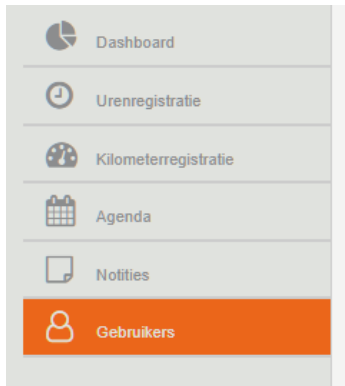 Dashboard
Urenregistratie
Kilometerregistratie
Agenda
Notities
Gebruikers